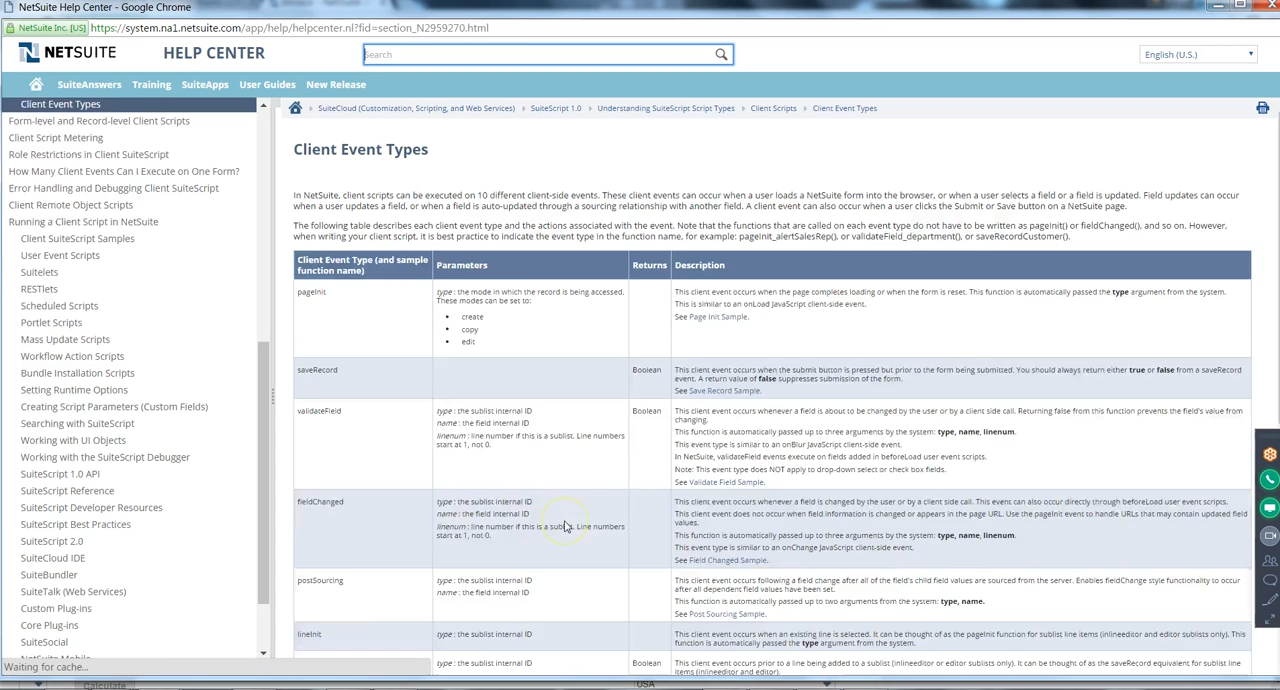 NetSuite Help Center - Google Chrome
NetSuite Inc. [US] https://system.na1.netsuite.com/app/help/helpcenter.nl?fid=section_N2959270.html
NETSUITE HELP CENTER
Search
English (U.S.)
SuiteAnswers Training SuiteApps User Guides New Release
Client Event Types
Form-level and Record-level Client Scripts
Client Script Metering
Role Restrictions in Client SuiteScript
How Many Client Events Can I Execute on One Form?
Error Handling and Debugging Client SuiteScript
Client Remote Object Scripts
Running a Client Script in NetSuite
Client SuiteScript Samples
User Event Scripts
Suitelets
RESTlets
Scheduled Scripts
Portlet Scripts
Mass Update Scripts
Workflow Action Scripts
Bundle Installation Scripts
Setting Runtime Options
Creating Script Parameters (Custom Fields)
Searching with SuiteScript
Working with UI Objects
Working with the SuiteScript Debugger
SuiteScript 1.0 API
SuiteScript Reference
SuiteScript Developer Resources
SuiteScript Best Practices
SuiteScript 2.0
SuiteCloud IDE
SuiteBundler
SuiteTalk (Web Services)
Custom Plug-ins
Core Plug-ins
SuiteSocial
Waiting for cache...
SuiteCloud (Customization, Scripting, and Web Services) SuiteScript 1.0 Understanding SuiteScript Script Types Client Scripts Client Event Types
Client Event Types
In NetSuite, client scripts can be executed on 10 different client-side events. These client events can occur when a user loads a NetSuite form into the browser, or when a user selects a field or a field is updated. Field updates can occur
when a user updates a field, or when a field is auto-updated through a sourcing relationship with another field. A client event can also occur when a user clicks the Submit or Save button on a NetSuite page.
The following table describes each client event type and the actions associated with the event. Note that the functions that are called on each event type do not have to be written as pageInit() or fieldChanged(), and so on. However,
when writing your client script, it is best practice to indicate the event type in the function name, for example: pageInit_alertSalesRep(), or validateField_department(), or saveRecordCustomer().
Client Event Type (and sample
function name)
Parameters
Returns
Description
pageInit
type : the mode in which the record is being accessed.
These modes can be set to:
• create
• copy
• edit
This client event occurs when the page completes loading or when the form is reset. This function is automatically passed the type argument from the system.
This is similar to an onLoad JavaScript client-side event.
See Page Init Sample.
saveRecord
Boolean
This client event occurs when the submit button is pressed but prior to the form being submitted. You should always return either true or false from a saveRecord
event. A return value of false suppresses submission of the form.
See Save Record Sample.
validateField
type : the sublist internal ID
name : the field internal ID
linenum : line number if this is a sublist. Line numbers
start at 1, not 0.
Boolean
This client event occurs whenever a field is about to be changed by the user or by a client side call. Returning false from this function prevents the field's value from
changing.
This function is automatically passed up to three arguments by the system: type, name, linenum.
This event type is similar to an onBlur JavaScript client-side event.
In NetSuite, validateField events execute on fields added in beforeLoad user event scripts.
Note: This event type does NOT apply to drop-down select or check box fields.
See Validate Field Sample.
fieldChanged
type : the sublist internal ID
name : the field internal ID
linenum : line number if this is a sublist. Line numbers
start at 1, not 0.
This client event occurs whenever a field is changed by the user or by a client side call. This event can also occur directly through beforeLoad user event scripts.
This client event does not occur when field information is changed or appears in the page URL. Use the pageInit event to handle URLs that may contain updated field
values.
This function is automatically passed up to three arguments by the system: type, name, linenum.
This event type is similar to an onChange JavaScript client-side event.
See Field Changed Sample.
postSourcing
type : the sublist internal ID
name : the field internal ID
This client event occurs following a field change after all of the field's child field values are sourced from the server. Enables fieldChange style functionality to occur
after all dependent field values have been set.
This function is automatically passed up to two arguments from the system: type, name.
See Post Sourcing Sample.
lineInit
type : the sublist internal ID
This client event occurs when an existing line is selected. It can be thought of as the pageInit function for sublist line items (inlineeditor and editor sublists only). This
function is automatically passed the type argument from the system.
type : the sublist internal ID
Boolean
This client event occurs prior to a line being added to a sublist (inlineeditor or editor sublists only). It can be thought of as the saveRecord equivalent for sublist line
items (inlineeditor and editor).
Calculate
USA